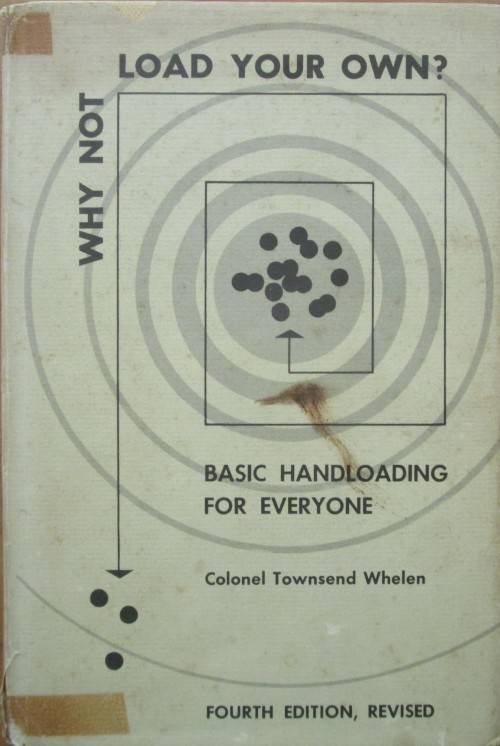 WHY NOT
LOAD YOUR OWN?
BASIC HANDLOADING
FOR EVERYONE
Colonel Townsend Whelen
FOURTH EDITION, REVISED